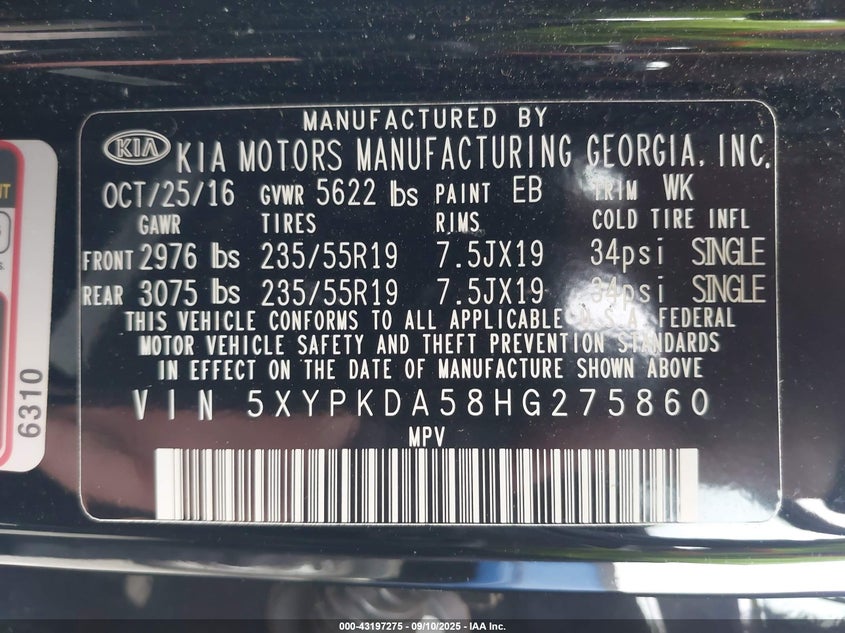 MANUFACTURED BY
KIA KIA MOTORS MANUFACTURING GEORGIA, INC.
OCT/25/16 GVWR 5622 lbs PAINT EB TRIM WK
GAWR TIRES RIMS COLD TIRE INFL
FRONT 2976 lbs 235/55R19 7.5JX19 34psi SINGLE
REAR 3075 lbs 235/55R19 7.5JX19 34psi SINGLE
THIS VEHICLE CONFORMS TO ALL APPLICABLE U.S.A. FEDERAL
MOTOR VEHICLE SAFETY AND THEFT PREVENTION STANDARDS
IN EFFECT ON THE DATE OF MANUFACTURE SHOWN ABOVE
VIN 5XYPKDA58HG275860
MPV
6310
000-43197275 - 09/10/2025 - IAA Inc.